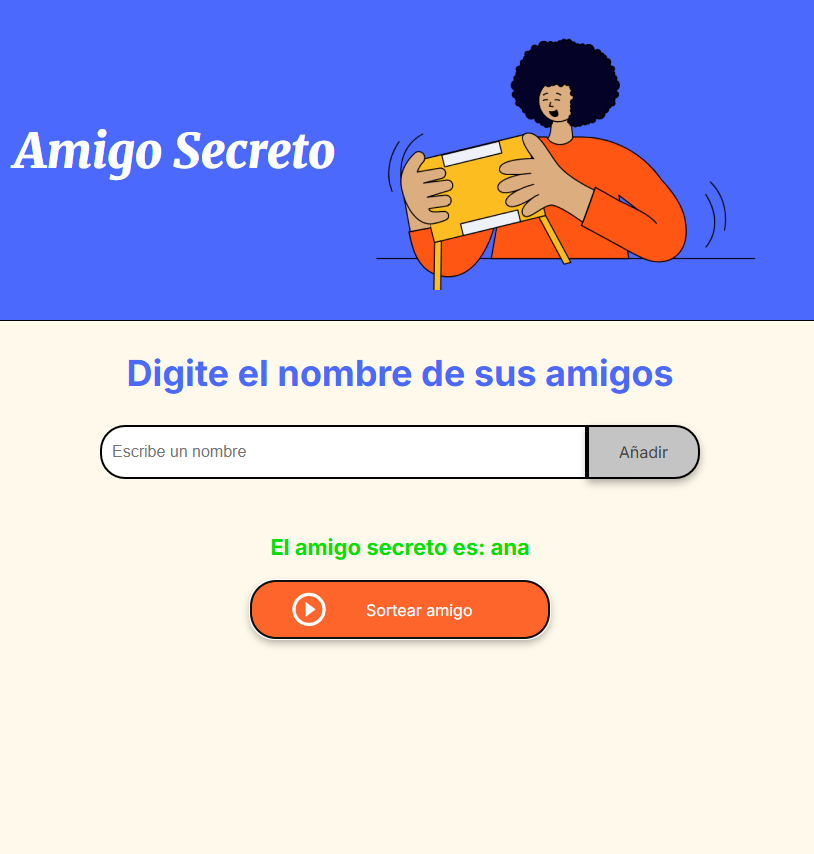 Amigo Secreto
Digite el nombre de sus amigos
Escribe un nombre
Añadir
El amigo secreto es: ana
Sortear amigo